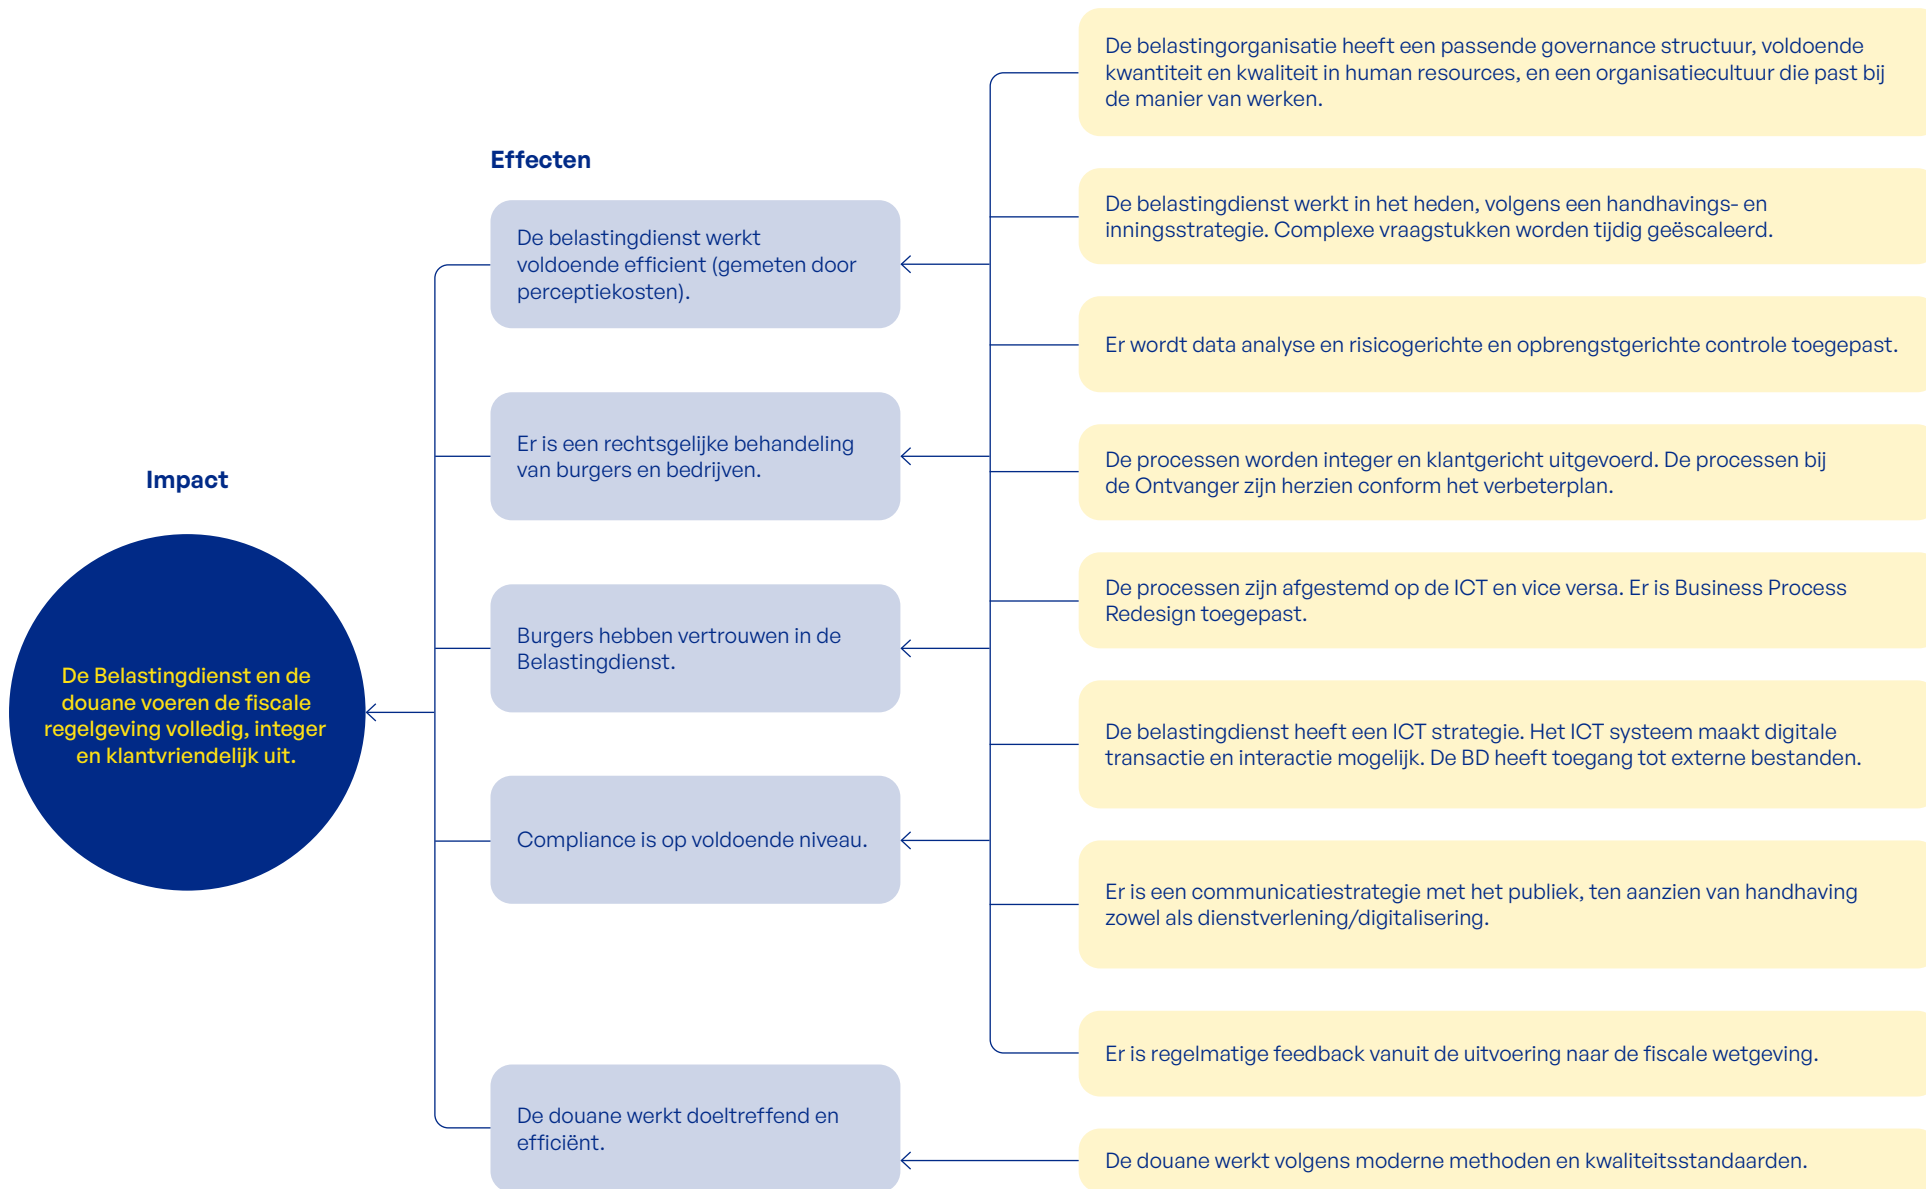 Impact
De Belastingdienst en de
douane voeren de fiscale
regelgeving volledig, integer
en klantvriendelijk uit.
Effecten
De belastingdienst werkt
voldoende efficient (gemeten door
perceptiekosten).
Er is een rechtsgelijke behandeling
van burgers en bedrijven.
Burgers hebben vertrouwen in de
Belastingdienst.
Compliance is op voldoende niveau.
De douane werkt doeltreffend en
efficiënt.
De belastingorganisatie heeft een passende governance structuur, voldoende
kwantiteit en kwaliteit in human resources, en een organisatiecultuur die past bij
de manier van werken.
De belastingdienst werkt in het heden, volgens een handhavings- en
inningsstrategie. Complexe vraagstukken worden tijdig geëscaleerd.
Er wordt data analyse en risicogerichte en opbrengstgerichte controle toegepast.
De processen worden integer en klantgericht uitgevoerd. De processen bij
de Ontvanger zijn herzien conform het verbeterplan.
De processen zijn afgestemd op de ICT en vice versa. Er is Business Process
Redesign toegepast.
De belastingdienst heeft een ICT strategie. Het ICT systeem maakt digitale
transactie en interactie mogelijk. De BD heeft toegang tot externe bestanden.
Er is een communicatiestrategie met het publiek, ten aanzien van handhaving
zowel als dienstverlening/digitalisering.
Er is regelmatige feedback vanuit de uitvoering naar de fiscale wetgeving.
De douane werkt volgens moderne methoden en kwaliteitsstandaarden.